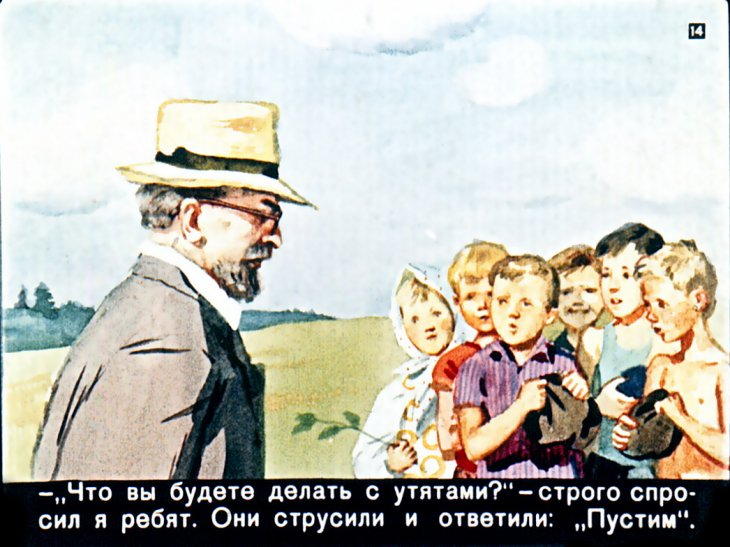 14
–„Что вы будете делать с утятами?“ – строго спро-
сил я ребят. Они струсили и ответили: „Пустим“.